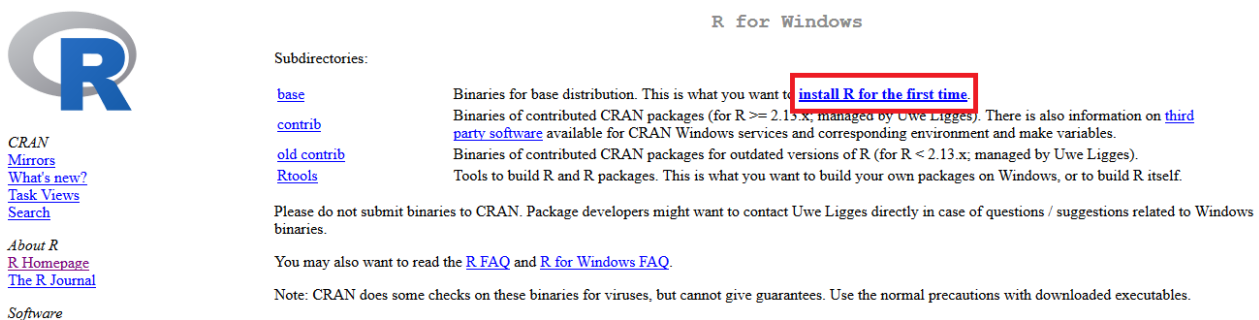 R
R for Windows
Subdirectories:
base Binaries for base distribution. This is what you want to install R for the first time.
contrib Binaries of contributed CRAN packages (for R >= 2.13.x; managed by Uwe Ligges). There is also information on third
party software available for CRAN Windows services and corresponding environment and make variables.
old contrib Binaries of contributed CRAN packages for outdated versions of R (for R < 2.13.x; managed by Uwe Ligges).
Rtools Tools to build R and R packages. This is what you want to build your own packages on Windows, or to build R itself.
Please do not submit binaries to CRAN. Package developers might want to contact Uwe Ligges directly in case of questions / suggestions related to Windows
binaries.
You may also want to read the R FAQ and R for Windows FAQ.
Note: CRAN does some checks on these binaries for viruses, but cannot give guarantees. Use the normal precautions with downloaded executables.
CRAN
Mirrors
What's new?
Task Views
Search
About R
R Homepage
The R Journal
Software